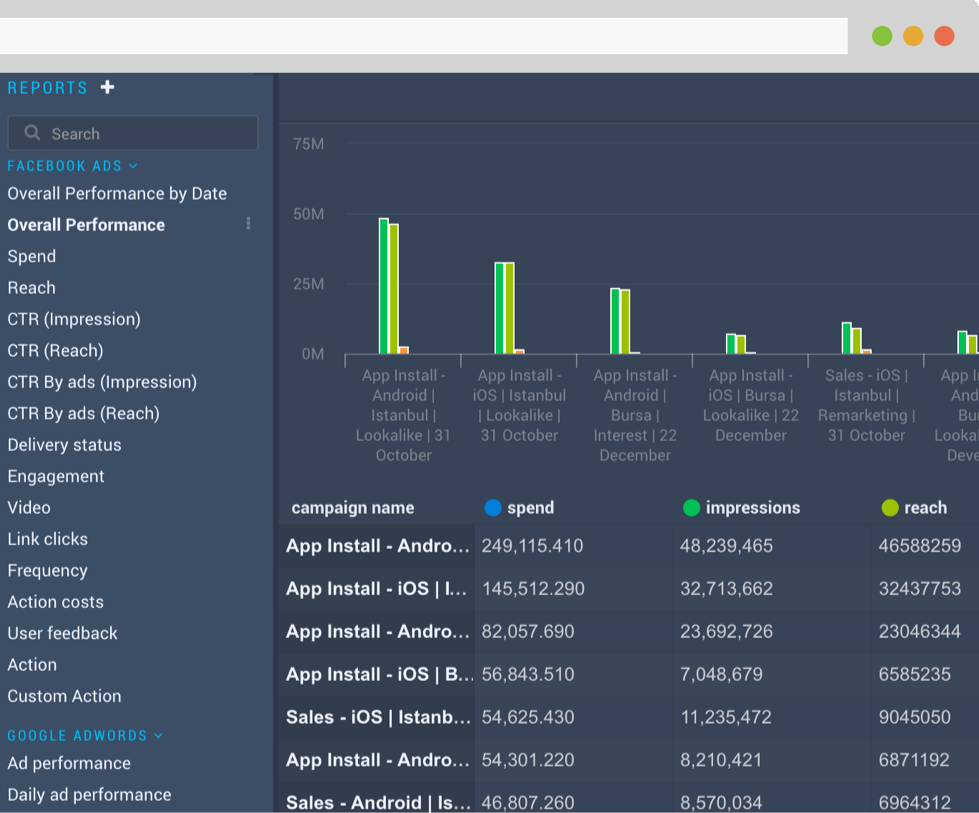 REPORTS +
Search
FACEBOOK ADS
Overall Performance by Date
Overall Performance
Spend
Reach
CTR (Impression)
CTR (Reach)
CTR By ads (Impression)
CTR By ads (Reach)
Delivery status
Engagement
Video
Link clicks
Frequency
Action costs
User feedback
Action
Custom Action
GOOGLE ADWORDS
Ad performance
Daily ad performance
75M
50M
25M
0M
App Install -
Android |
Istanbul |
Lookalike | 31
October
App Install -
iOS | Istanbul
| Lookalike |
31 October
App Install -
Android |
Bursa |
Interest | 22
December
App Install -
iOS | Bursa |
Lookalike | 22
December
Sales - iOS |
Istanbul |
Remarketing |
31 October
App I
And
Bu
Looka
Deve
campaign name spend impressions reach
App Install - Andro... 249,115.410 48,239,465 46588259
App Install - iOS | I... 145,512.290 32,713,662 32437753
App Install - Andro... 82,057.690 23,692,726 23046344
App Install - iOS | B... 56,843.510 7,048,679 6585235
Sales - iOS | Istanb... 54,625.430 11,235,472 9045050
App Install - Andro... 54,301.220 8,210,421 6871192
Sales - Android | Is... 46,807.260 8,570,034 6964312